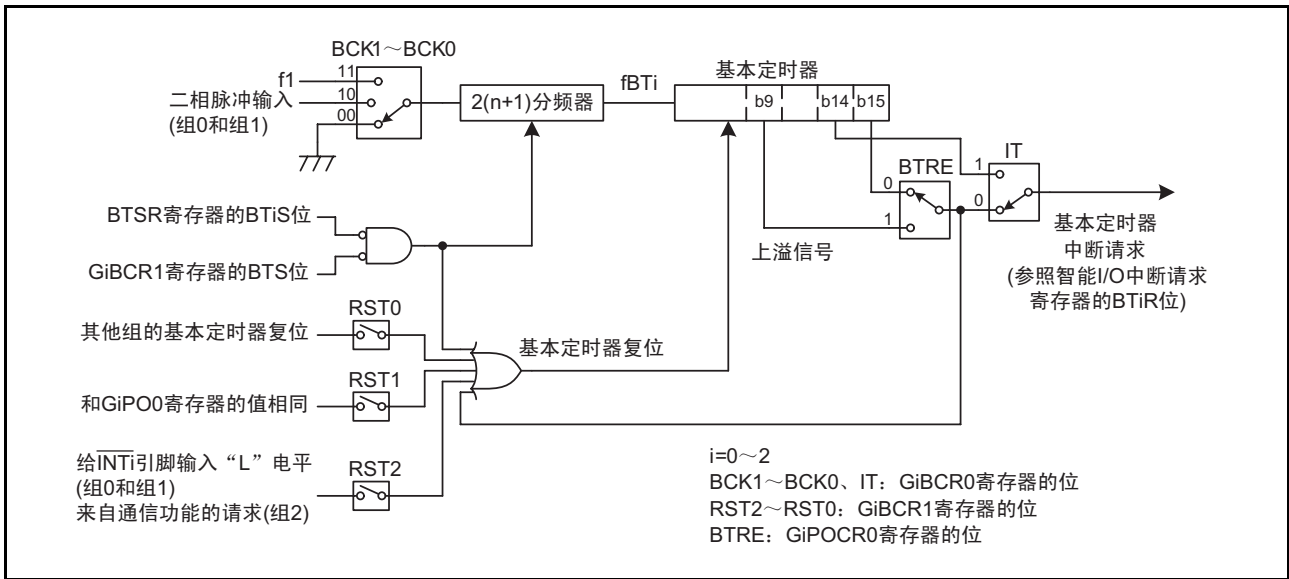 BCK1～BCK0
f1
11
二相脉冲输入
10
(组0和组1)
00
2(n+1)分频器
fBTi
基本定时器
b9
b14
b15
BTRE
0
1
IT
1
0
上溢信号
基本定时器
中断请求
(参照智能I/O中断请求
寄存器的BTiR位)
BTSR寄存器的BTiS位
GiBCR1寄存器的BTS位
其他组的基本定时器复位
RST0
基本定时器复位
和GiPO0寄存器的值相同
RST1
给INTi引脚输入“L”电平
(组0和组1)
来自通信功能的请求(组2)
RST2
i=0～2
BCK1～BCK0、IT：GiBCR0寄存器的位
RST2～RST0：GiBCR1寄存器的位
BTRE：GiPOCR0寄存器的位